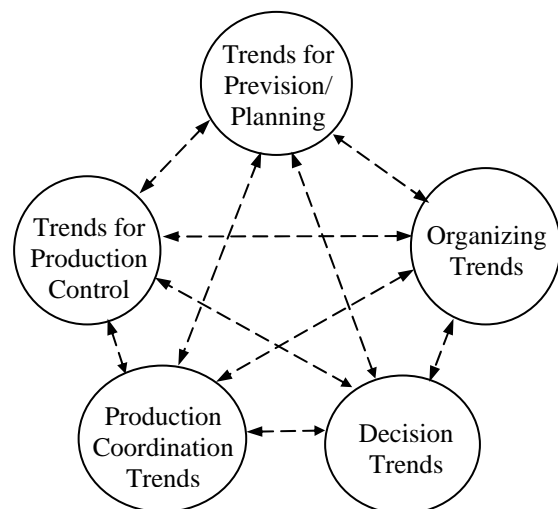 Trends for
Prevision/
Planning
Trends for
Production
Control
Organizing
Trends
Production
Coordination
Trends
Decision
Trends